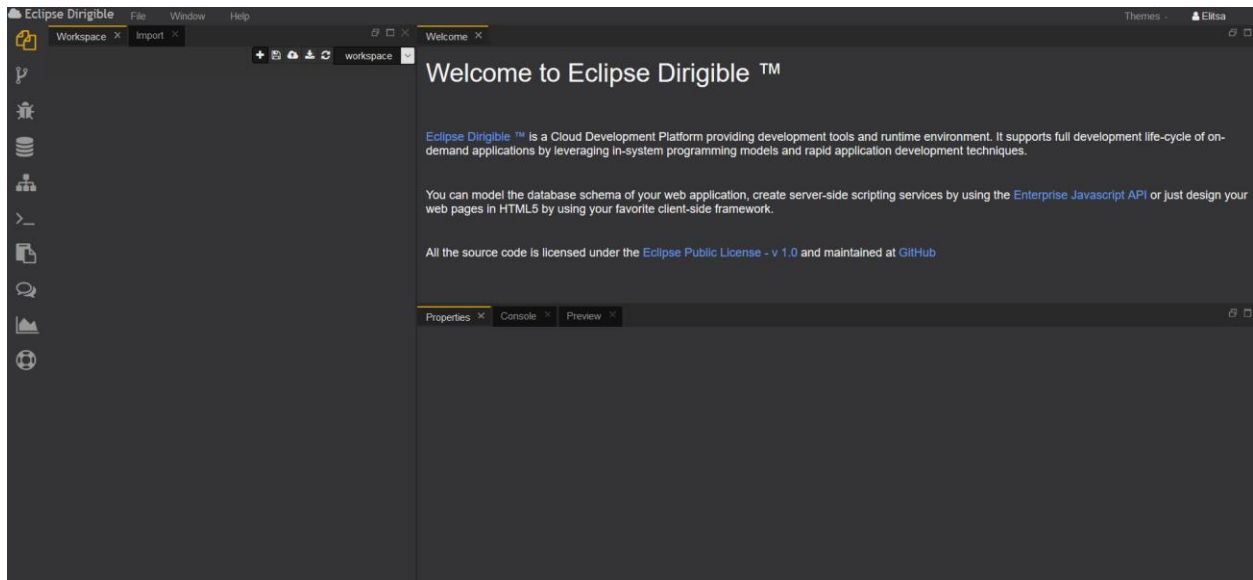 Eclipse Dirigible File Window Help Themes Elitsa
Workspace Import
workspace
Welcome
Welcome to Eclipse Dirigible ™
Eclipse Dirigible ™ is a Cloud Development Platform providing development tools and runtime environment. It supports full development life-cycle of on-
demand applications by leveraging in-system programming models and rapid application development techniques.
You can model the database schema of your web application, create server-side scripting services by using the Enterprise Javascript API or just design your
web pages in HTML5 by using your favorite client-side framework.
All the source code is licensed under the Eclipse Public License - v 1.0 and maintained at GitHub
Properties Console Preview